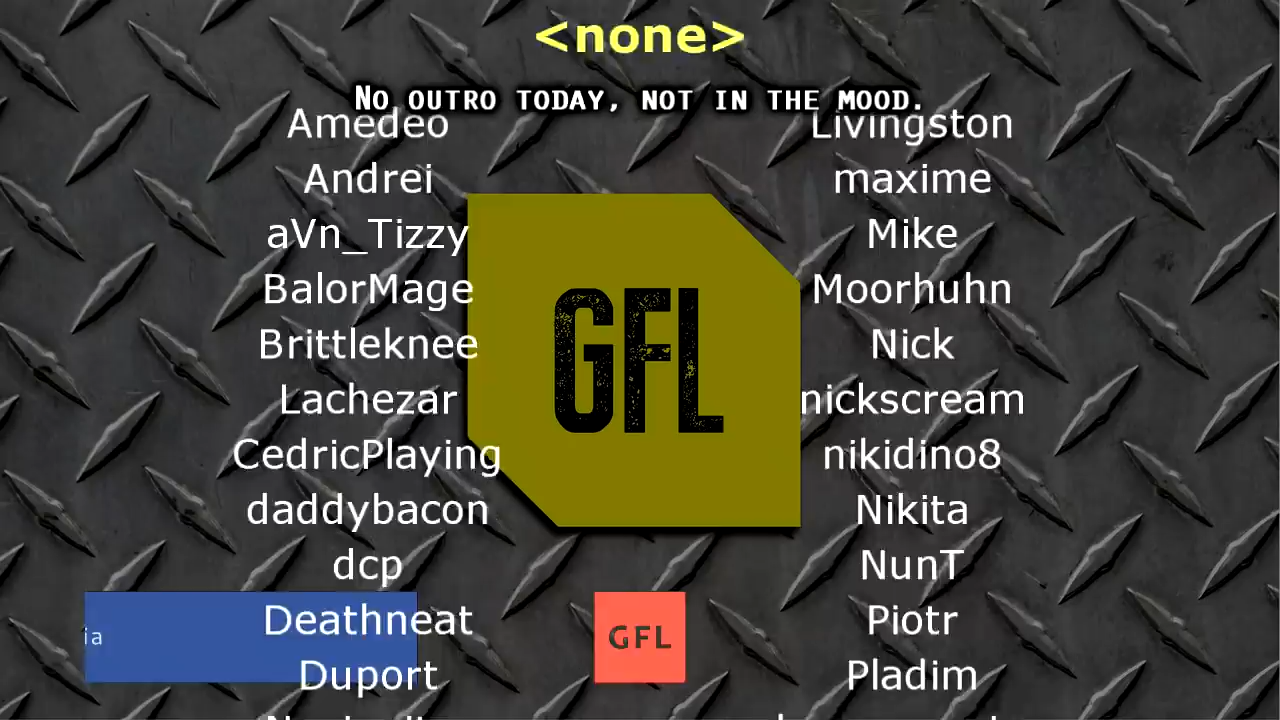 <none>
No outro today, not in the mood.
Amedeo
Andrei
aVn_Tizzy
BalorMage
Brittleknee
Lachezar
CedricPlaying
daddybacon
dcp
Deathneat
Duport
Livingston
maxime
Mike
Moorhuhn
Nick
nickscream
nikidino8
Nikita
NunT
Piotr
Pladim
GFL
ia
GFL